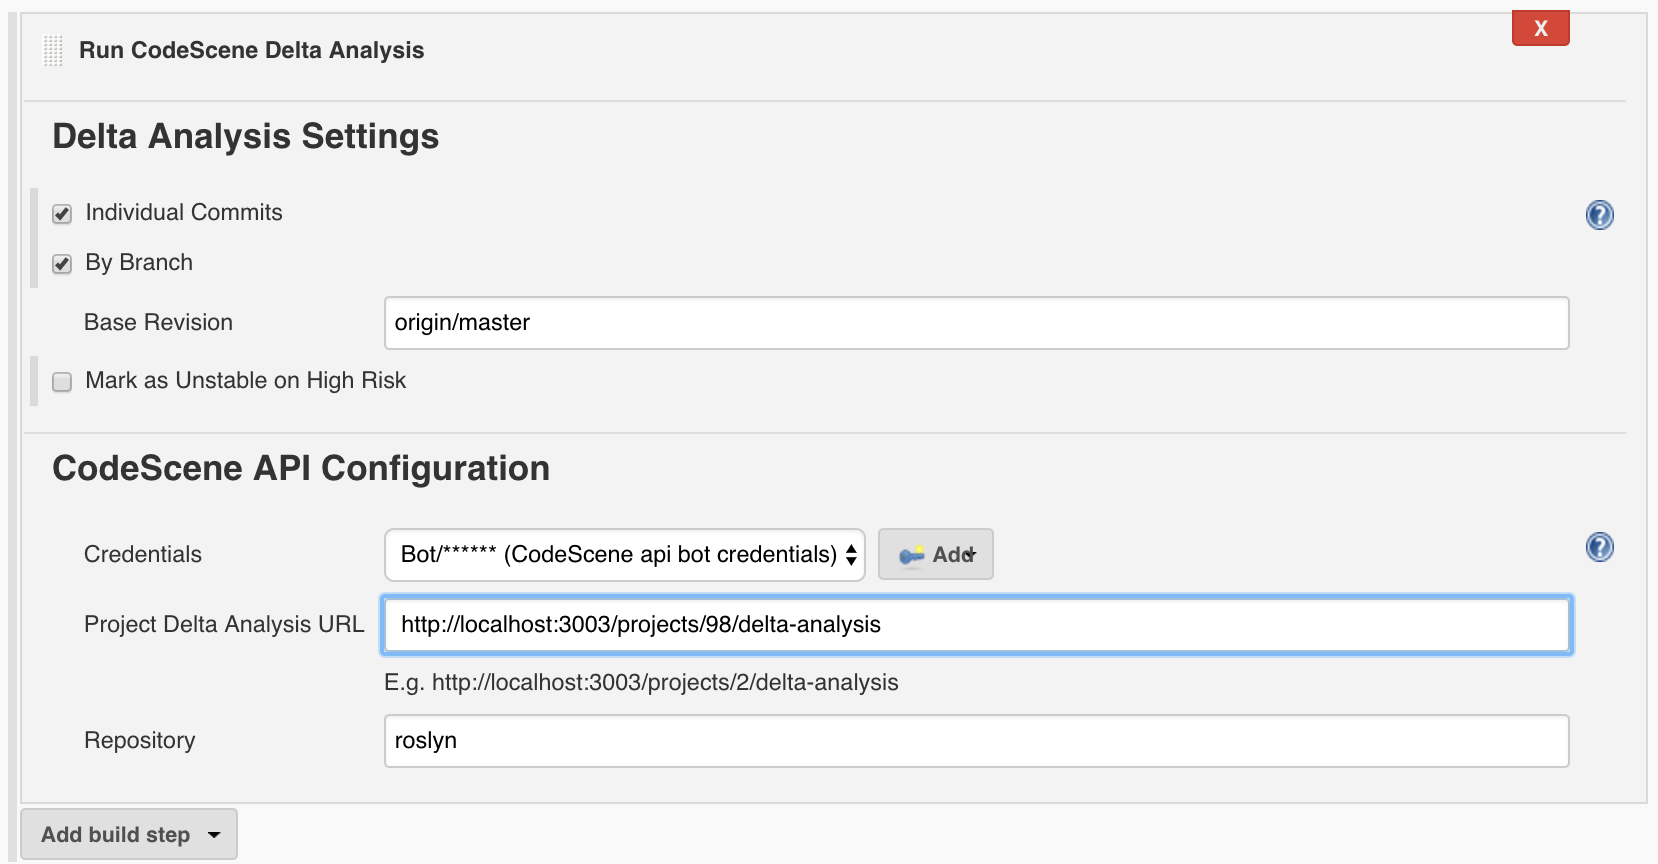 X
Run CodeScene Delta Analysis
Delta Analysis Settings
Individual Commits
?
By Branch
Base Revision
origin/master
Mark as Unstable on High Risk
CodeScene API Configuration
Credentials
Bot/****** (CodeScene api bot credentials)
Add
?
Project Delta Analysis URL
http://localhost:3003/projects/98/delta-analysis
E.g. http://localhost:3003/projects/2/delta-analysis
Repository
roslyn
Add build step